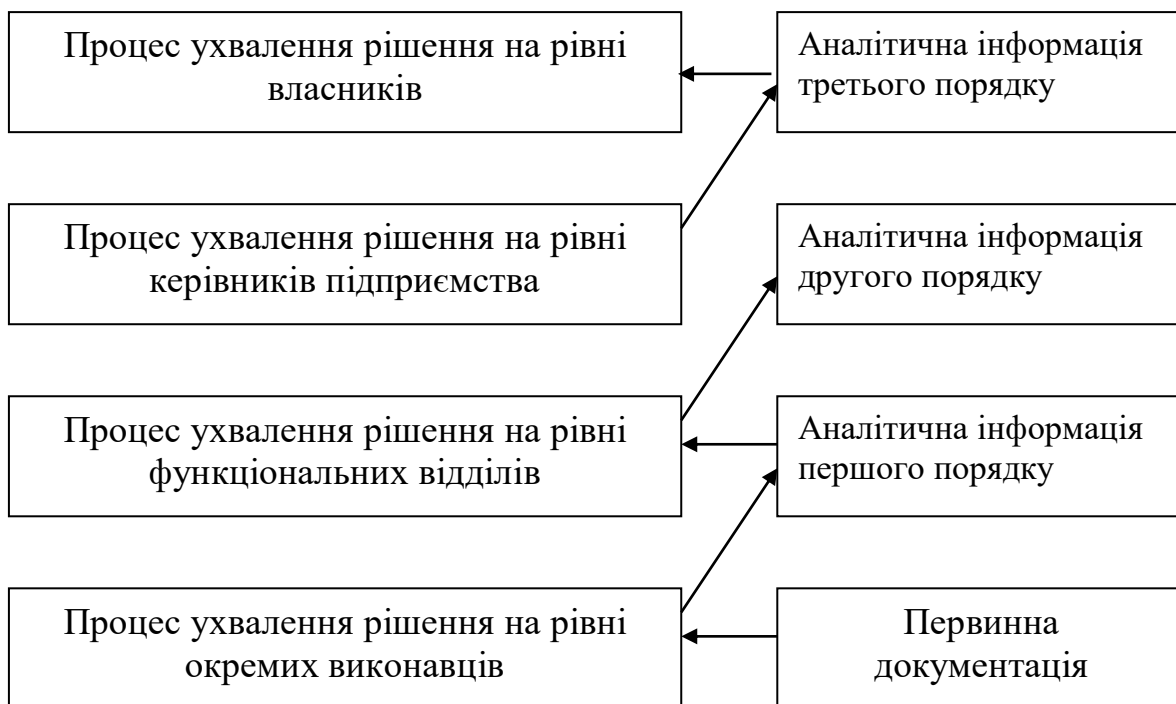 Процес ухвалення рішення на рівні
власників
Аналітична інформація
третього порядку
Процес ухвалення рішення на рівні
керівників підприємства
Аналітична інформація
другого порядку
Процес ухвалення рішення на рівні
функціональних відділів
Аналітична інформація
першого порядку
Процес ухвалення рішення на рівні
окремих виконавців
Первинна
документація